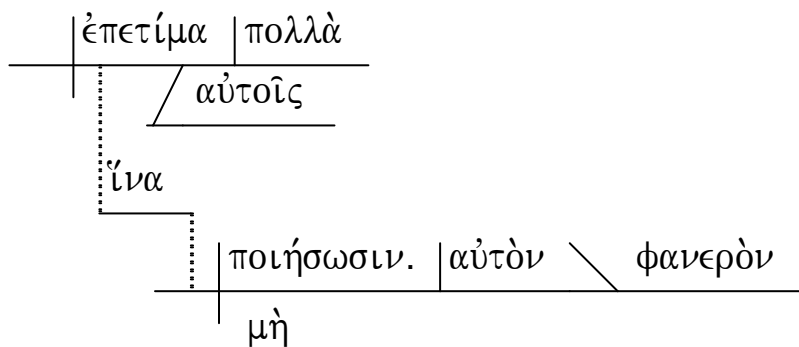 ἐπετίμα πολλὰ
αὐτοῖς
ἵνα
ποιήσωσιν. αὐτὸν φανερὸν
μὴ